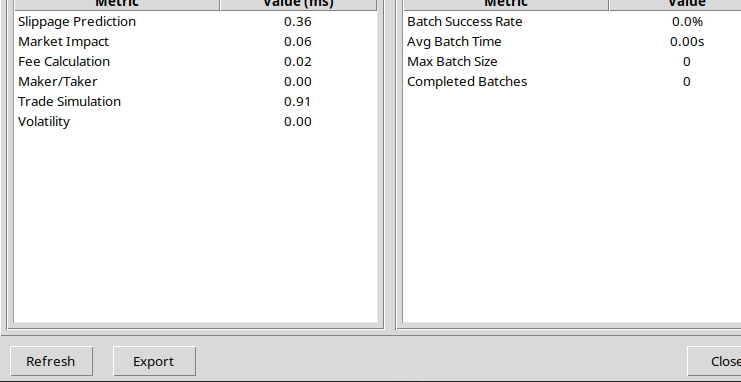 Metric Value (ms)
Slippage Prediction 0.36
Market Impact 0.06
Fee Calculation 0.02
Maker/Taker 0.00
Trade Simulation 0.91
Volatility 0.00
Metric Value
Batch Success Rate 0.0%
Avg Batch Time 0.00s
Max Batch Size 0
Completed Batches 0
Refresh Export Close